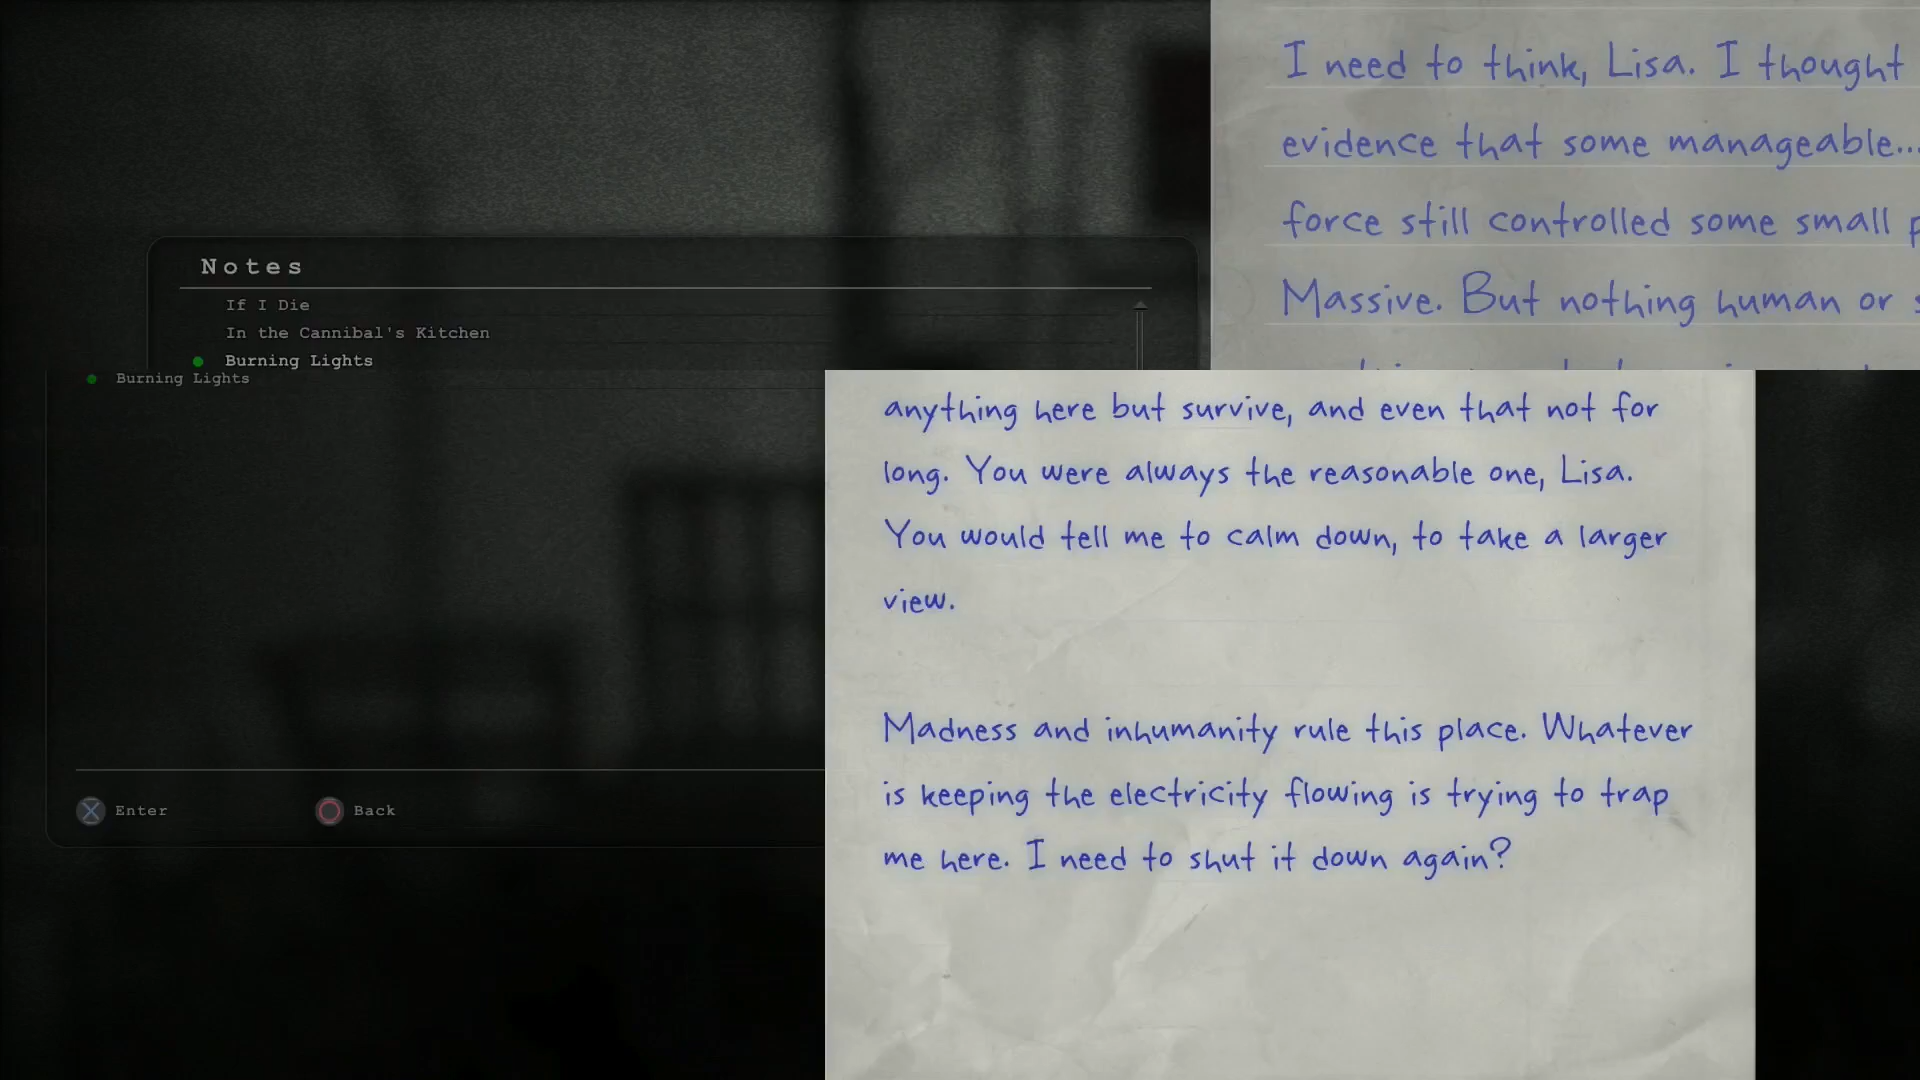 Notes
If I Die
In the Cannibal's Kitchen
Burning Lights
Burning Lights
Enter
Back
I need to think, Lisa. I thought
evidence that some manageable...
force still controlled some small
Massive. But nothing human or
anything here but survive, and even that not for
long. You were always the reasonable one, Lisa.
You would tell me to calm down, to take a larger
view.
Madness and inhumanity rule this place. Whatever
is keeping the electricity flowing is trying to trap
me here. I need to shut it down again?